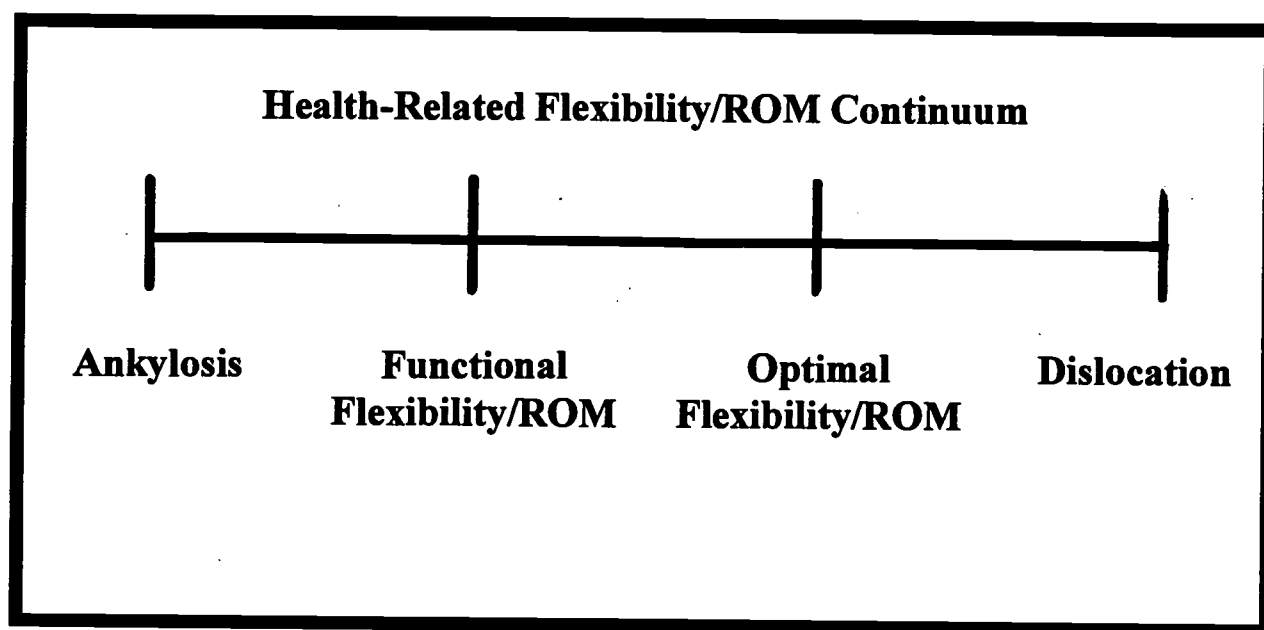 Health-Related Flexibility/ROM Continuum
Ankylosis
Functional
Flexibility/ROM
Optimal
Flexibility/ROM
Dislocation